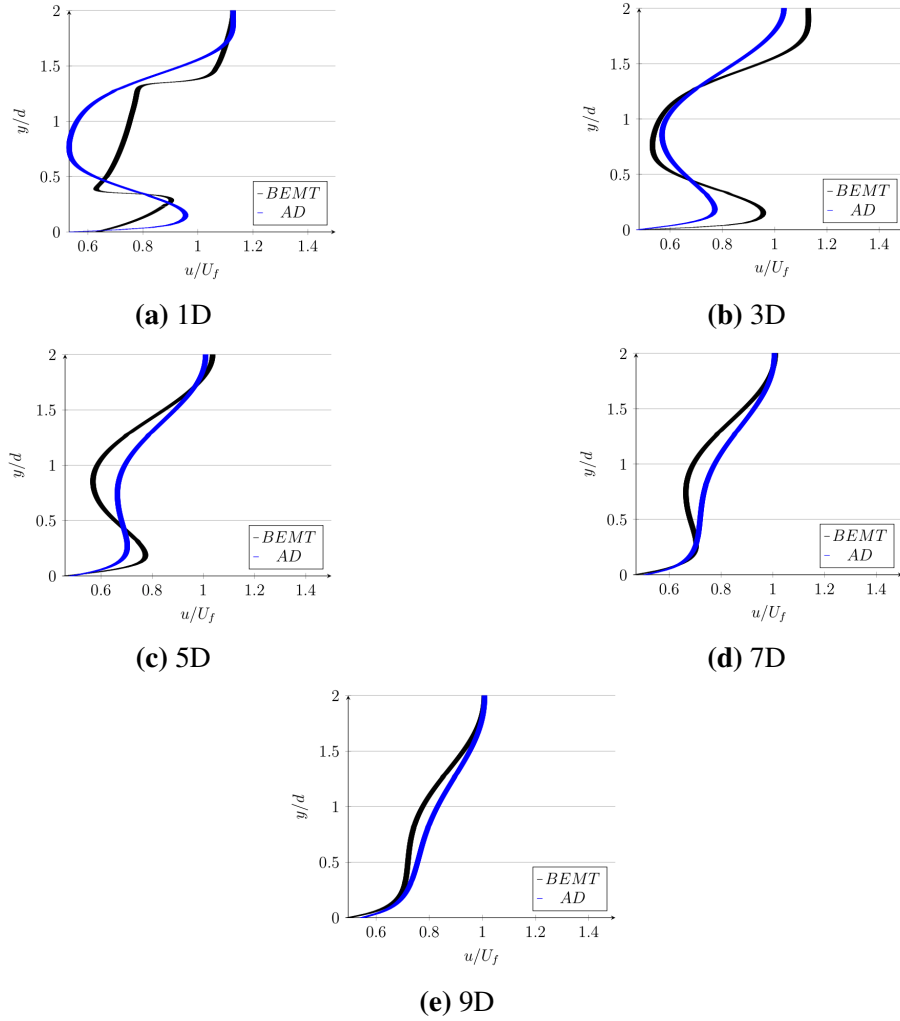 2
1.5
1
0.5
0
y/d
0.6 0.8 1 1.2 1.4
u/U_f
BEMT
AD
(a) 1D
2
1.5
1
0.5
0
y/d
0.6 0.8 1 1.2 1.4
u/U_f
BEMT
AD
(b) 3D
2
1.5
1
0.5
0
y/d
0.6 0.8 1 1.2 1.4
u/U_f
BEMT
AD
(c) 5D
2
1.5
1
0.5
0
y/d
0.6 0.8 1 1.2 1.4
u/U_f
BEMT
AD
(d) 7D
2
1.5
1
0.5
0
y/d
0.6 0.8 1 1.2 1.4
u/U_f
BEMT
AD
(e) 9D